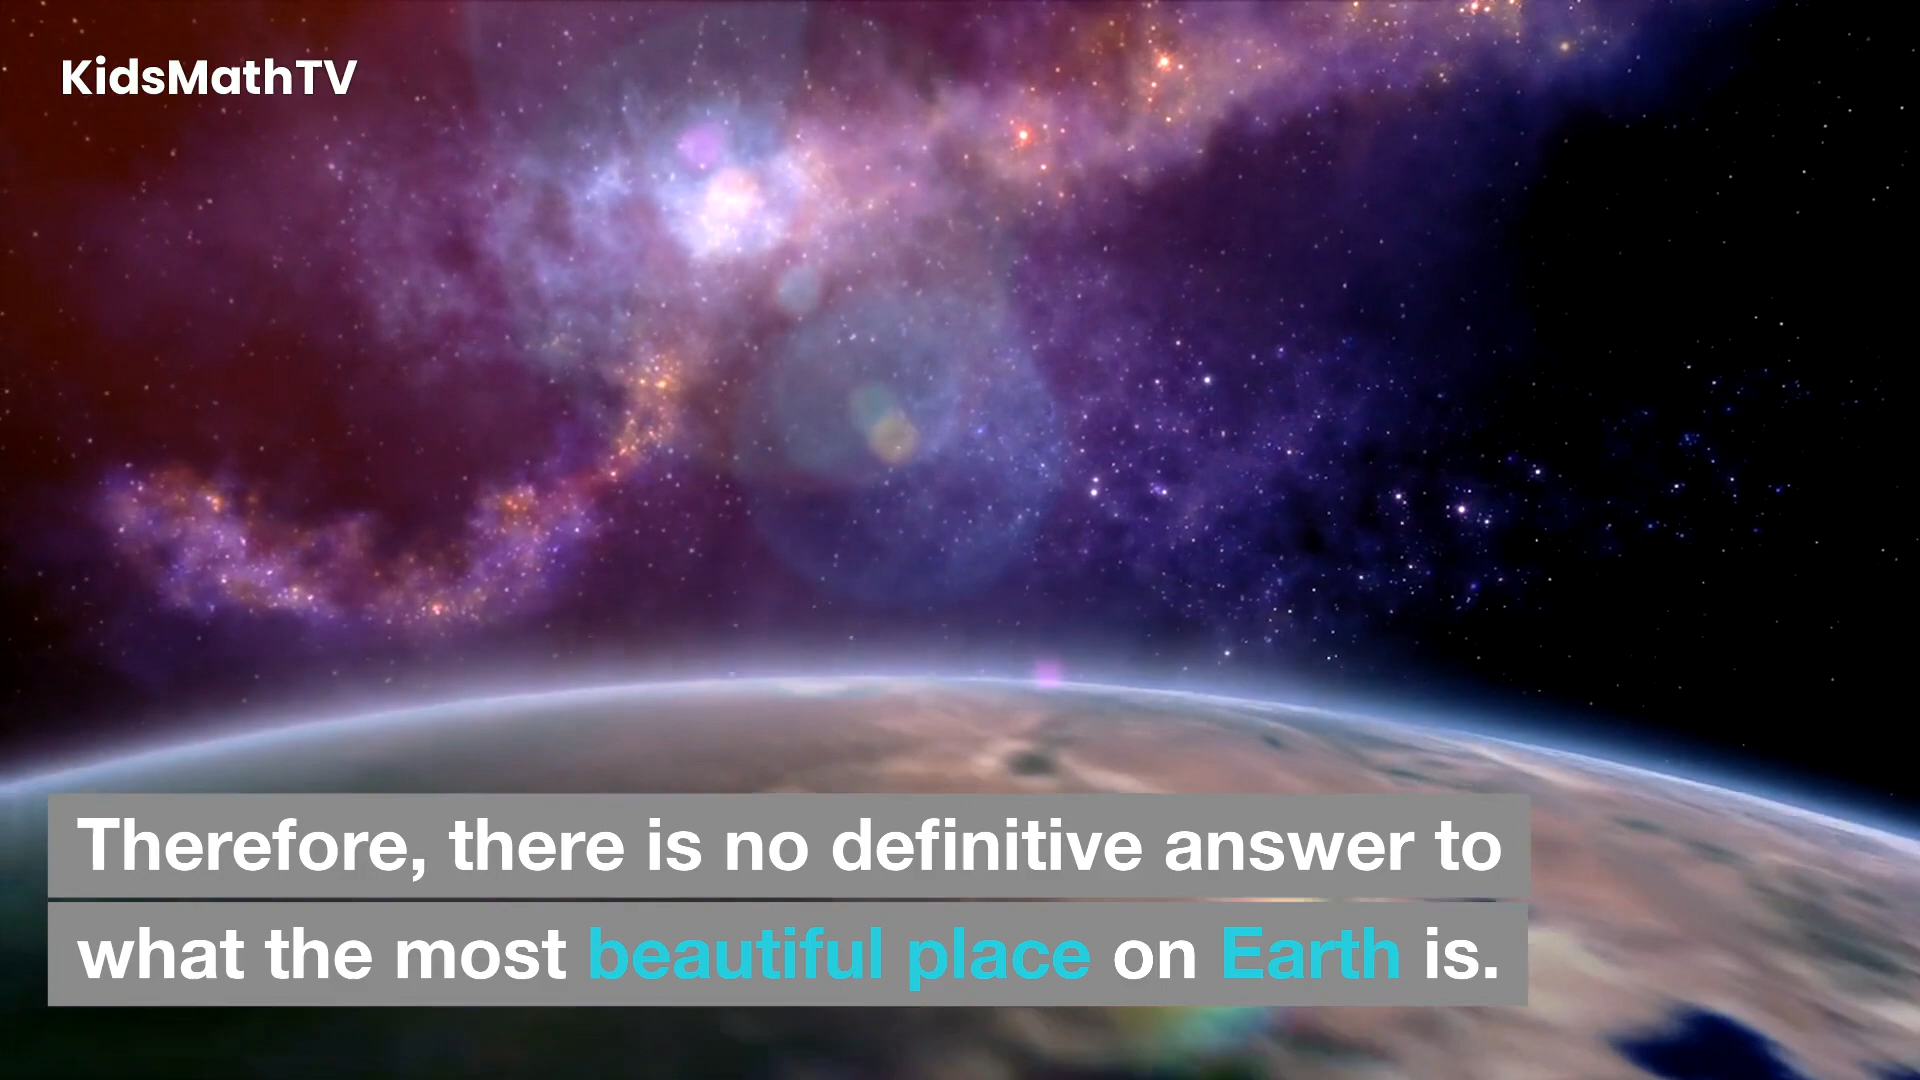 KidsMathTV
Therefore, there is no definitive answer to
what the most beautiful place on Earth is.